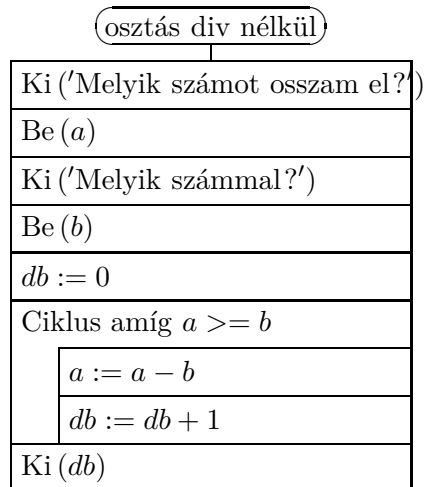 osztás div nélkül
Ki ('Melyik számot osszam el?')
Be (a)
Ki ('Melyik számmal?')
Be (b)
db := 0
Ciklus amíg a >= b
a := a − b
db := db + 1
Ki (db)